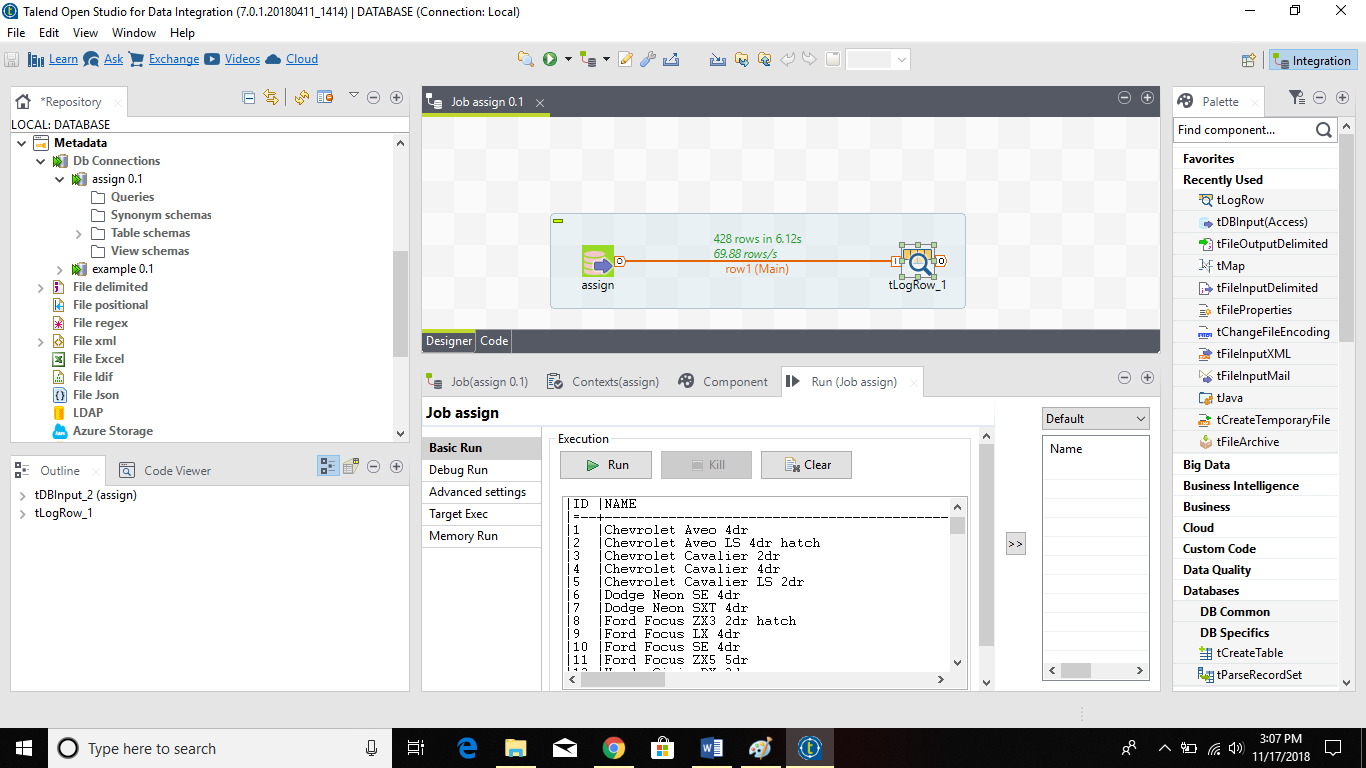 Talend Open Studio for Data Integration (7.0.1.20180411_1414) | DATABASE (Connection: Local)
File Edit View Window Help
Learn Ask Exchange Videos Cloud
Integration
*Repository
LOCAL: DATABASE
Metadata
Db Connections
assign 0.1
Queries
Synonym schemas
Table schemas
View schemas
example 0.1
File delimited
File positional
File regex
File xml
File Excel
File ldif
File Json
LDAP
Azure Storage
Outline
Code Viewer
tDBInput_2 (assign)
tLogRow_1
Job assign 0.1
428 rows in 6.12s
69.88 rows/s
row1 (Main)
assign
tLogRow_1
Designer Code
Job(assign 0.1) Contexts(assign) Component Run (Job assign)
Job assign
Basic Run
Debug Run
Advanced settings
Target Exec
Memory Run
Execution
Run Kill Clear
|ID |NAME
|=---+------------------------------------------
|1 |Chevrolet Aveo 4dr
|2 |Chevrolet Aveo LS 4dr hatch
|3 |Chevrolet Cavalier 2dr
|4 |Chevrolet Cavalier 4dr
|5 |Chevrolet Cavalier LS 2dr
|6 |Dodge Neon SE 4dr
|7 |Dodge Neon SXT 4dr
|8 |Ford Focus ZX3 2dr hatch
|9 |Ford Focus LX 4dr
|10 |Ford Focus SE 4dr
|11 |Ford Focus ZX5 5dr
>>
Default
Name
Palette
Find component...
Favorites
Recently Used
tLogRow
tDBInput(Access)
tFileOutputDelimited
tMap
tFileInputDelimited
tFileProperties
tChangeFileEncoding
tFileInputXML
tFileInputMail
tJava
tCreateTemporaryFile
tFileArchive
Big Data
Business Intelligence
Business
Cloud
Custom Code
Data Quality
Databases
DB Common
DB Specifics
tCreateTable
tParseRecordSet
Type here to search
3:07 PM
11/17/2018